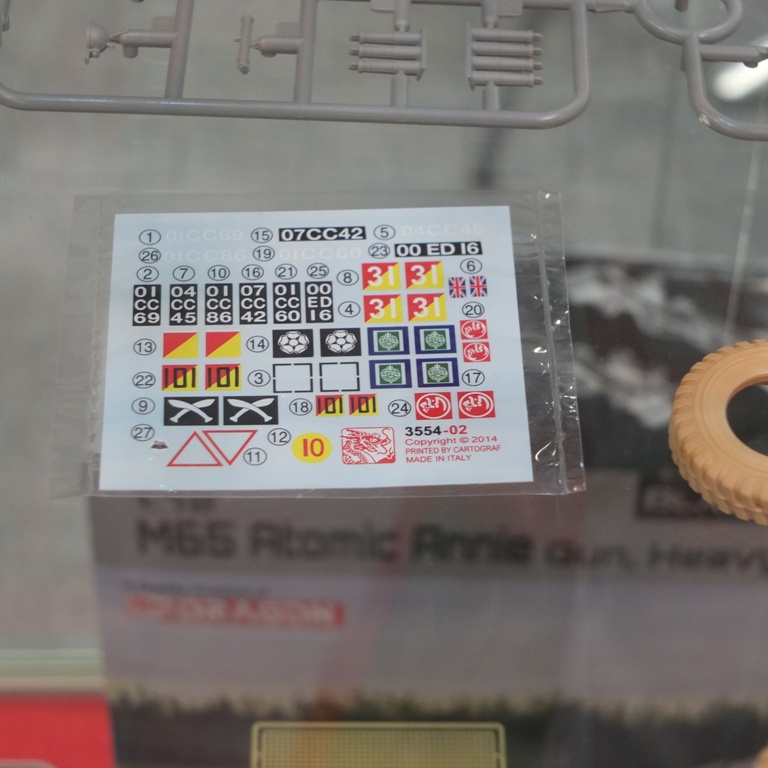 1 01CC69 15 07CC42 5 04CC45
26 01CC86 19 01CC60 23 00 ED 16
2 7 10 16 21 25 8 31 31 6
01 CC 69 04 CC 45 01 CC 86 07 CC 42 01 CC 60 00 ED 16 4 31 31 20
13 14
22 101 101 3 17
9 18 101 101 24
27 11 12 10
3554-02
Copyright © 2014
PRINTED BY CARTOGRAF
MADE IN ITALY
M65 Atomic Annie Gun, Heavy
DRAGON